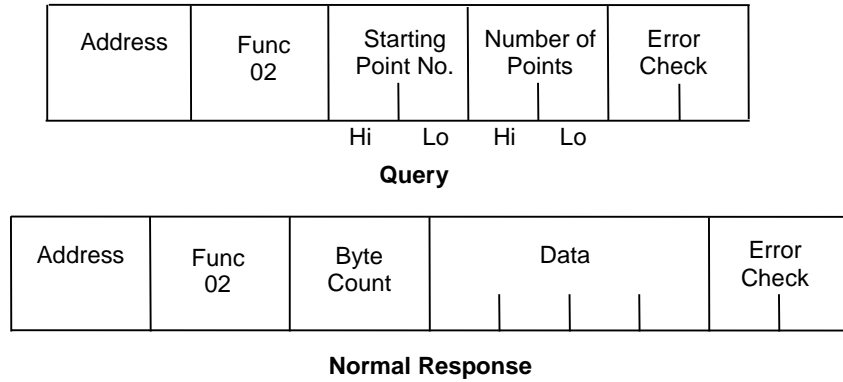 Address
Func
02
Starting
Point No.
Number of
Points
Error
Check
Hi Lo Hi Lo
Query
Address
Func
02
Byte
Count
Data
Error
Check
Normal Response